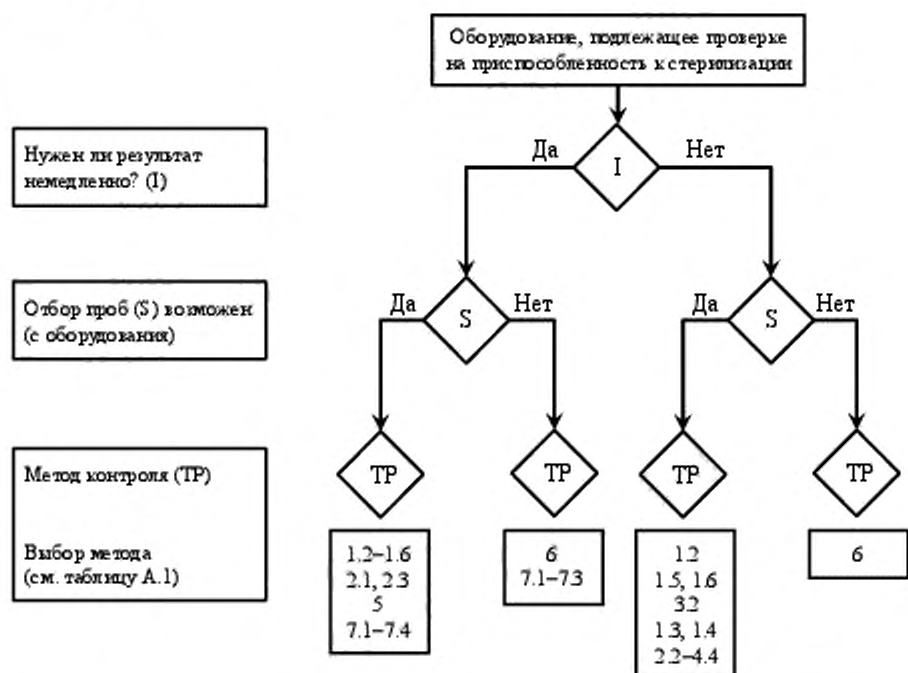 Оборудование, подлежащее проверке
на приспособленность к стерилизации
Нужен ли результат
немедленно? (I)
Да
I
Нет
Отбор проб (S) возможен
(с оборудования)
Да
S
Нет
Да
S
Нет
Метод контроля (TP)
TP
TP
TP
TP
Выбор метода
(см. таблицу А.1)
1.2–1.6
2.1, 2.3
5
7.1–7.4
6
7.1–7.3
1.2
1.5, 1.6
3.2
1.3, 1.4
2.2–4.4
6